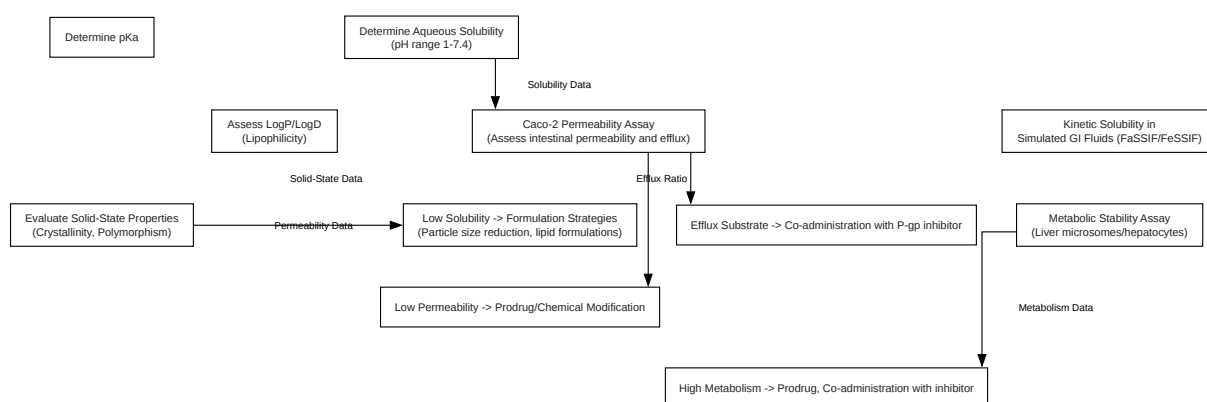 Determine pKa
Determine Aqueous Solubility
(pH range 1-7.4)
Solubility Data
Assess LogP/LogD
(Lipophilicity)
Caco-2 Permeability Assay
(Assess intestinal permeability and efflux)
Kinetic Solubility in
Simulated GI Fluids (FaSSIF/FeSSIF)
Solid-State Data
Efflux Ratio
Evaluate Solid-State Properties
(Crystallinity, Polymorphism)
Permeability Data
Low Solubility -> Formulation Strategies
(Particle size reduction, lipid formulations)
Efflux Substrate -> Co-administration with P-gp inhibitor
Metabolic Stability Assay
(Liver microsomes/hepatocytes)
Low Permeability -> Prodrug/Chemical Modification
Metabolism Data
High Metabolism -> Prodrug, Co-administration with inhibitor